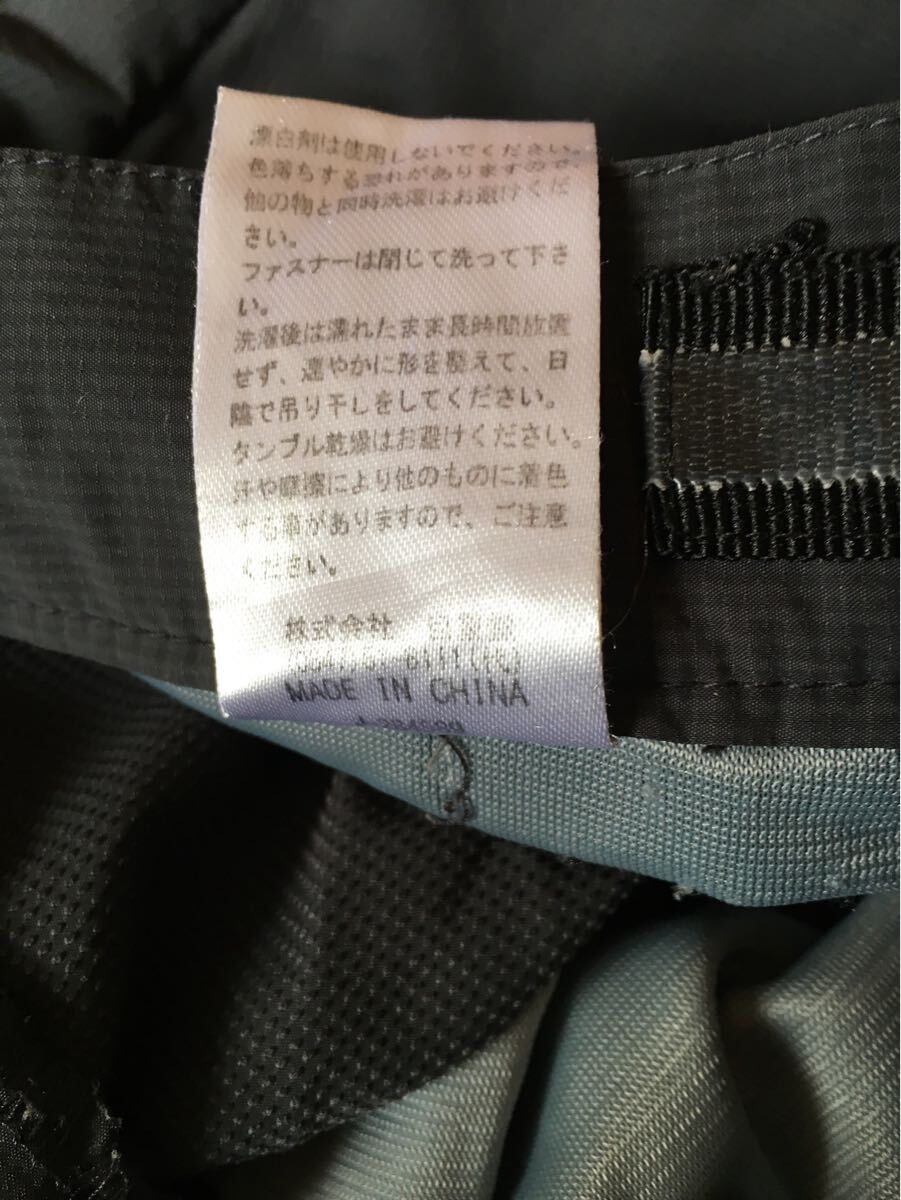 漂白剤は使用しないでください。
色落ちする恐れがありますので
他の物と同時洗濯はお避けくだ
さい。
ファスナーは閉じて洗って下さ
い。
洗濯後は濡れたまま長時間放置
せず、速やかに形を整えて、日
陰で吊り干しをしてください。
タンブル乾燥はお避けください。
汗や摩擦により他のものに着色
する事がありますので、ご注意
ください。
株式会社
MADE IN CHINA